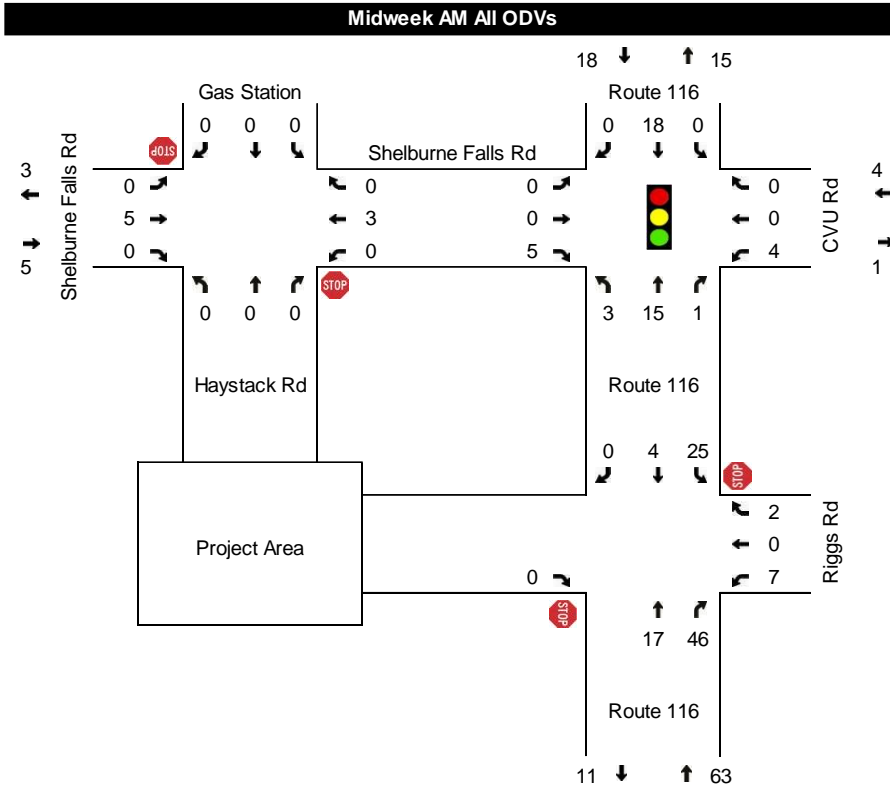 Midweek AM All ODVs
18 15
Gas Station Route 116
0 0 0 0 18 0
STOP
Shelburne Falls Rd
3 4
Shelburne Falls Rd
0 0 0 0
5 3 0 0
0 0 5 4
CVU Rd
5 1
STOP
0 0 0 3 15 1
Haystack Rd Route 116
0 4 25
STOP
2
Project Area 0
Riggs Rd
0 7
STOP
17 46
Route 116
11 63